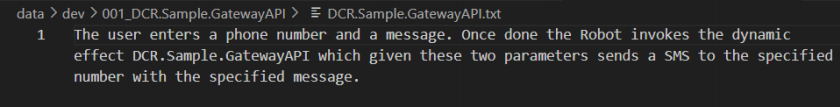 data > dev > 001_DCR.Sample.GatewayAPI > DCR.Sample.GatewayAPI.txt
1 The user enters a phone number and a message. Once done the Robot invokes the dynamic
effect DCR.Sample.GatewayAPI which given these two parameters sends a SMS to the specified
number with the specified message.